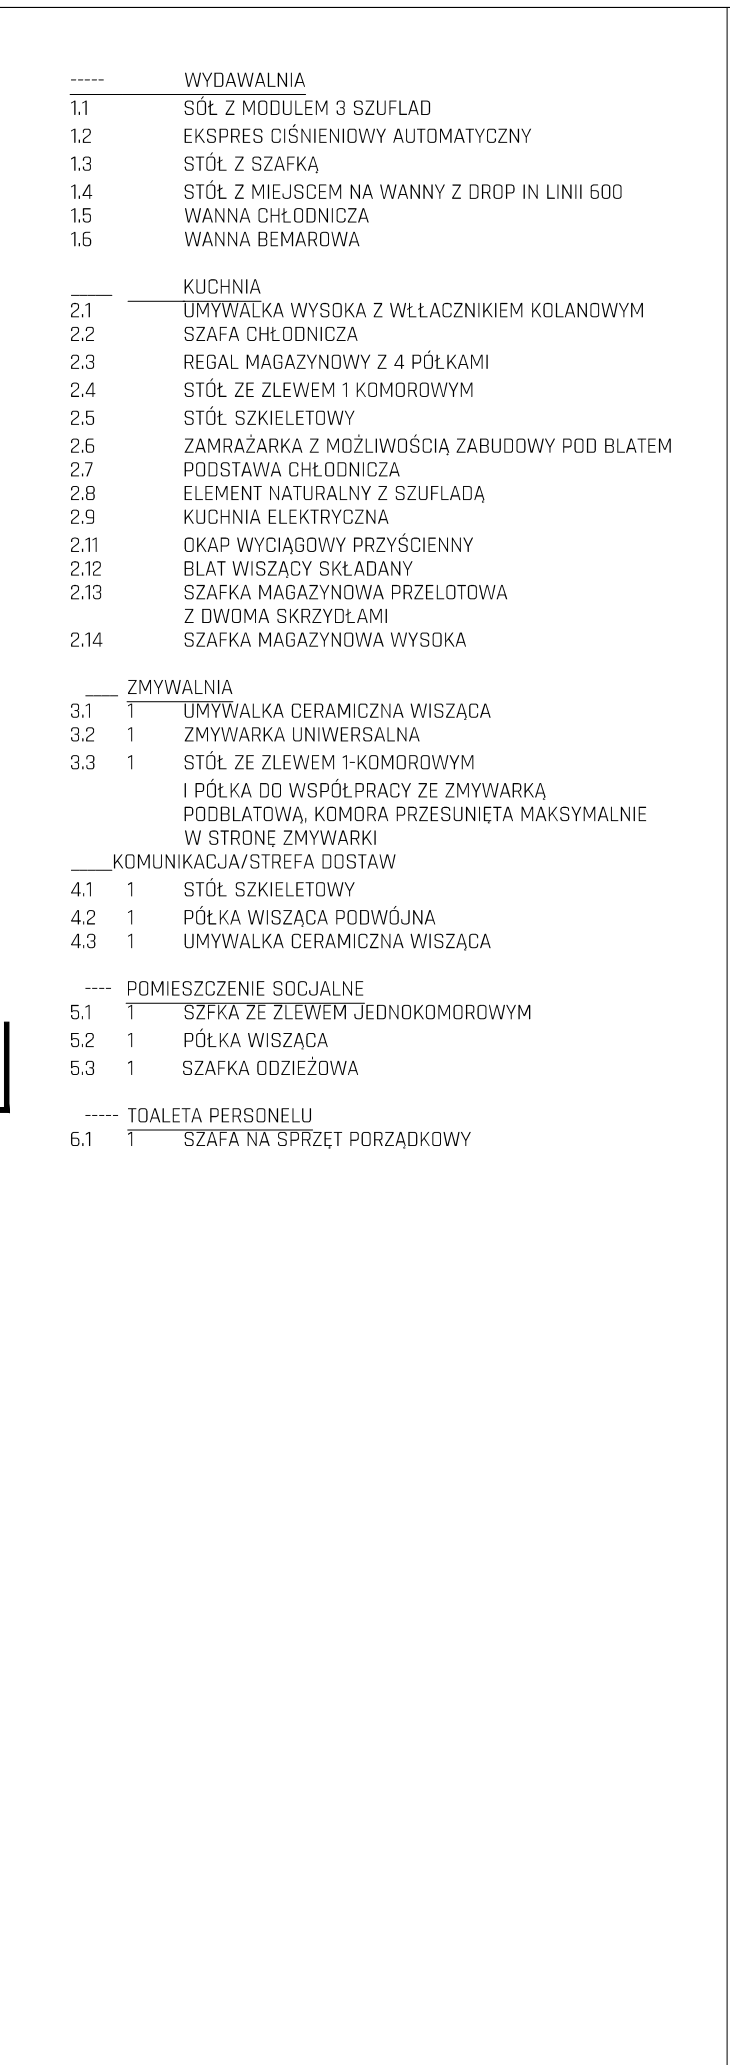 ----- WYDAWALNIA
1.1 SÓŁ Z MODULEM 3 SZUFLAD
1.2 EKSPRES CIŚNIENIOWY AUTOMATYCZNY
1.3 STÓŁ Z SZAFKĄ
1.4 STÓŁ Z MIEJSCEM NA WANNY Z DROP IN LINII 600
1.5 WANNA CHŁODNICZA
1.6 WANNA BEMAROWA
_____ KUCHNIA
2.1 UMYWALKA WYSOKA Z WŁŁACZNIKIEM KOLANOWYM
2.2 SZAFA CHŁODNICZA
2.3 REGAL MAGAZYNOWY Z 4 PÓŁKAMI
2.4 STÓŁ ZE ZLEWEM 1 KOMOROWYM
2.5 STÓŁ SZKIELETOWY
2.6 ZAMRAŻARKA Z MOŻLIWOŚCIĄ ZABUDOWY POD BLATEM
2.7 PODSTAWA CHŁODNICZA
2.8 ELEMENT NATURALNY Z SZUFLADĄ
2.9 KUCHNIA ELEKTRYCZNA
2.11 OKAP WYCIĄGOWY PRZYŚCIENNY
2.12 BLAT WISZĄCY SKŁADANY
2.13 SZAFKA MAGAZYNOWA PRZELOTOWA
Z DWOMA SKRZYDŁAMI
2.14 SZAFKA MAGAZYNOWA WYSOKA
____ ZMYWALNIA
3.1 1 UMYWALKA CERAMICZNA WISZĄCA
3.2 1 ZMYWARKA UNIWERSALNA
3.3 1 STÓŁ ZE ZLEWEM 1-KOMOROWYM
I PÓŁKA DO WSPÓŁPRACY ZE ZMYWARKĄ
PODBLATOWĄ, KOMORA PRZESUNIĘTA MAKSYMALNIE
W STRONĘ ZMYWARKI
_____KOMUNIKACJA/STREFA DOSTAW
4.1 1 STÓŁ SZKIELETOWY
4.2 1 PÓŁKA WISZĄCA PODWÓJNA
4.3 1 UMYWALKA CERAMICZNA WISZĄCA
---- POMIESZCZENIE SOCJALNE
5.1 1 SZFKA ZE ZLEWEM JEDNOKOMOROWYM
5.2 1 PÓŁKA WISZĄCA
5.3 1 SZAFKA ODZIEŻOWA
----- TOALETA PERSONELU
6.1 1 SZAFA NA SPRZĘT PORZĄDKOWY